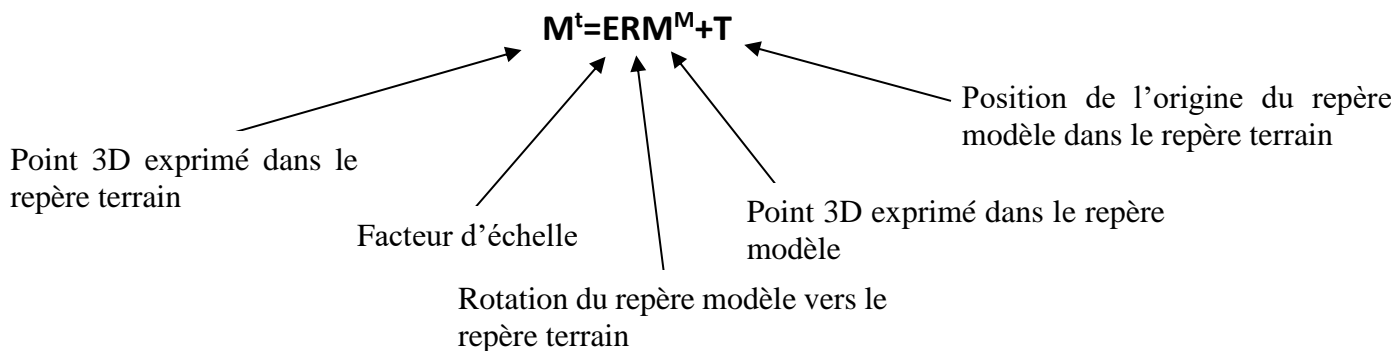 Mᵗ=ERMᴹ+T
Position de l’origine du repère
modèle dans le repère terrain
Point 3D exprimé dans le
repère terrain
Point 3D exprimé dans le repère
modèle
Facteur d’échelle
Rotation du repère modèle vers le
repère terrain